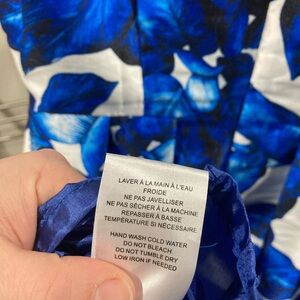 LAVER À LA MAIN À L'EAU
FROIDE
NE PAS JAVELLISER
NE PAS SÉCHER À LA MACHINE
REPASSER À BASSE
TEMPÉRATURE SI NÉCESSAIRE
HAND WASH COLD WATER
DO NOT BLEACH
DO NOT TUMBLE DRY
LOW IRON IF NEEDED